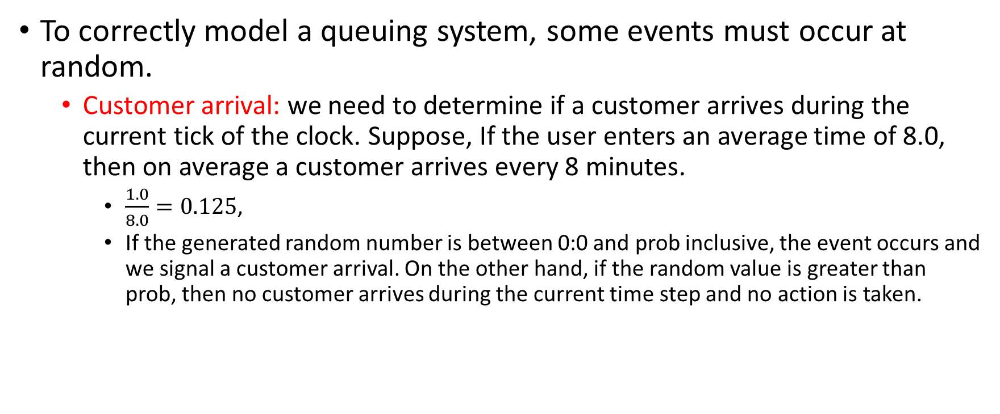 • To correctly model a queuing system, some events must occur at
random.
• Customer arrival: we need to determine if a customer arrives during the
current tick of the clock. Suppose, If the user enters an average time of 8.0,
then on average a customer arrives every 8 minutes.
• 1.0/8.0 = 0.125,
• If the generated random number is between 0:0 and prob inclusive, the event occurs and
we signal a customer arrival. On the other hand, if the random value is greater than
prob, then no customer arrives during the current time step and no action is taken.